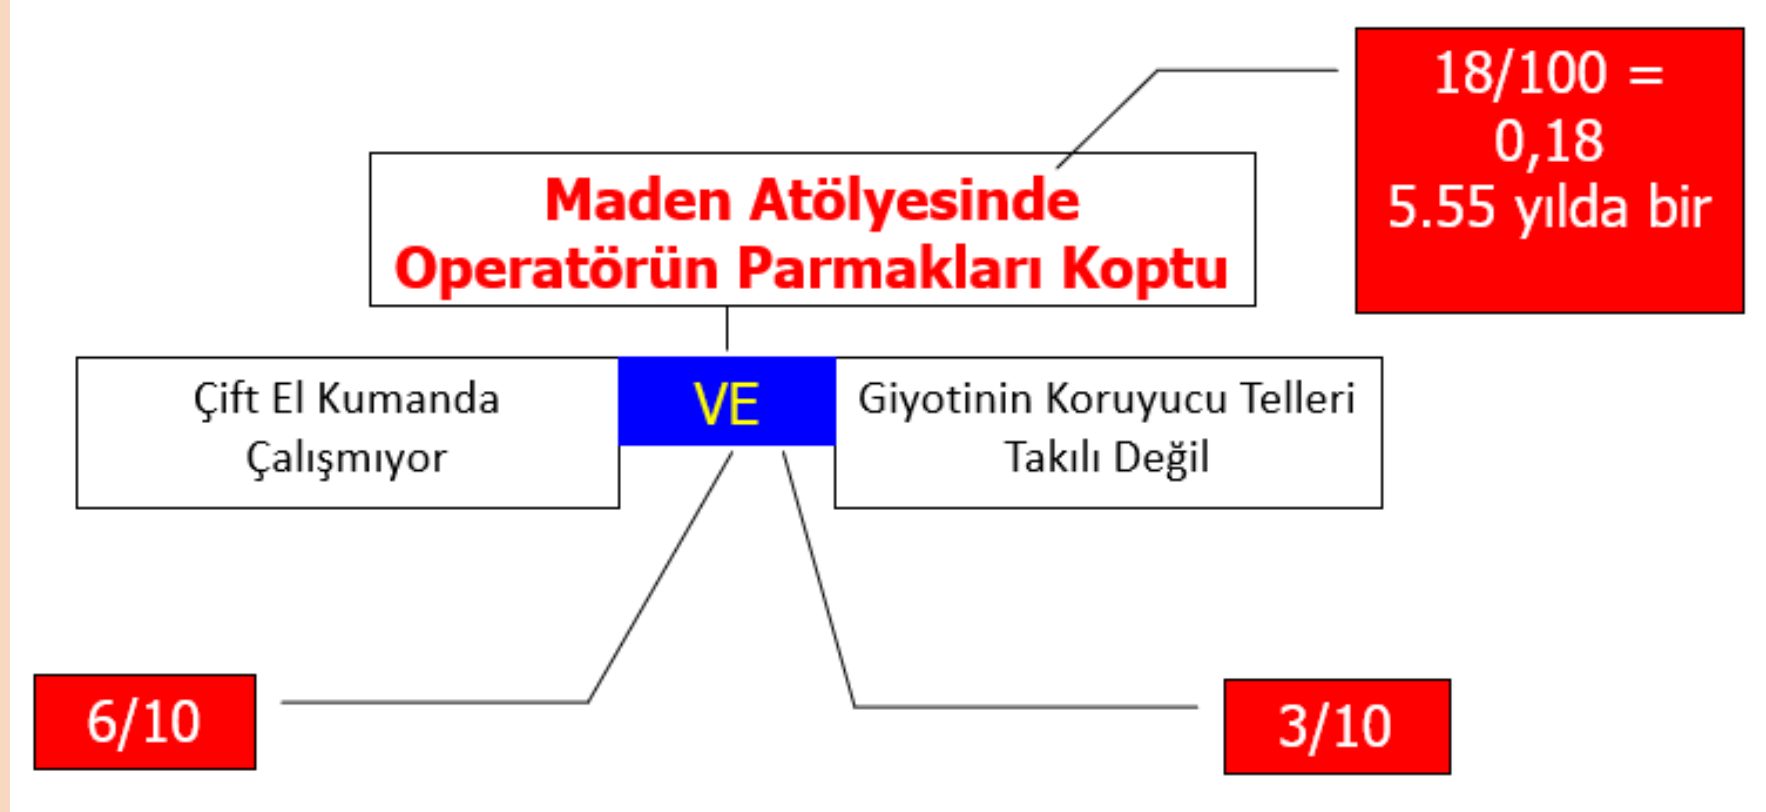 18/100 =
0,18
5.55 yılda bir
Maden Atölyesinde
Operatörün Parmakları Koptu
Çift El Kumanda
Çalışmıyor
VE
Giyotinin Koruyucu Telleri
Takılı Değil
6/10
3/10